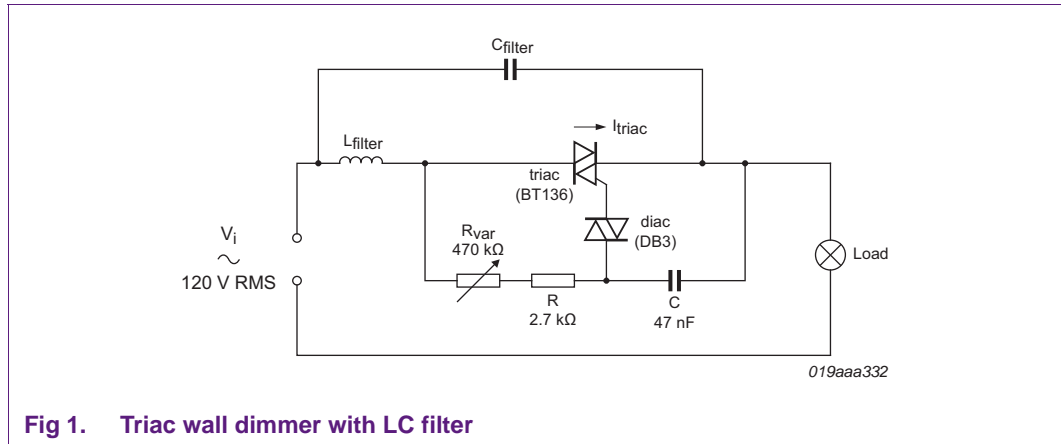 Cfilter
Itriac
Lfilter
triac
(BT136)
diac
(DB3)
Vi
~
120 V RMS
Rvar
470 kΩ
R
2.7 kΩ
C
47 nF
Load
019aaa332
Fig 1. Triac wall dimmer with LC filter